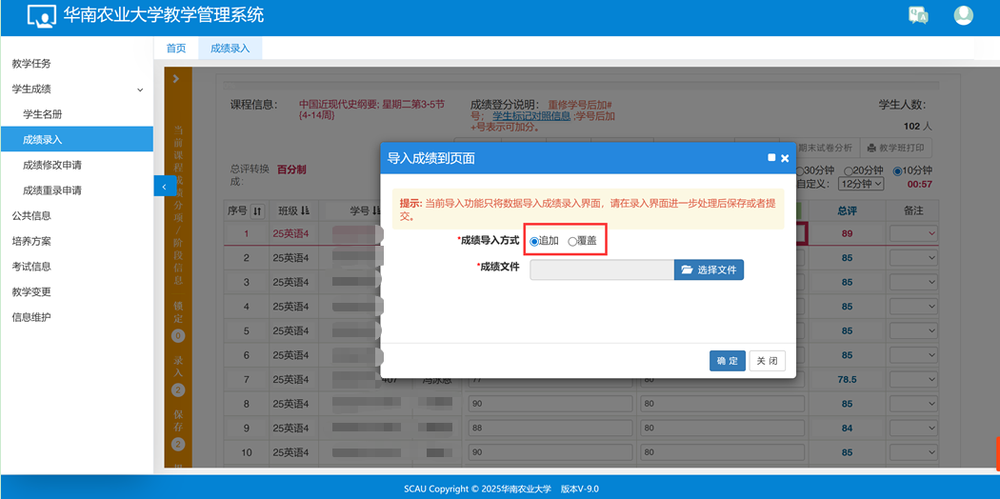 华南农业大学教学管理系统
首页 成绩录入
教学任务
学生成绩
学生名册
成绩录入
成绩修改申请
成绩重录申请
公共信息
培养方案
考试信息
教学变更
信息维护
当前课程成绩分项/阶段信息
锁定
0
录入
2
保存
2
课程信息: 中国近现代史纲要; 星期二第3-5节
{4-14周}
成绩登分说明: 重修学号后加#
号; 学生标记对照信息 ;学号后加
+号表示可加分。
学生人数:
102 人
期末试卷分析 教学班打印
总评转换 百分制
成:
30分钟 20分钟 10分钟
自定义: 12分钟 00:57
序号 班级 学号 总评 备注
1 25英语4 89
2 25英语4 85
3 25英语4 85
4 25英语4 85
5 25英语4 85
6 25英语4 85
7 25英语4 77 80 78.5
8 25英语4 90 80 85
9 25英语4 88 80 84
10 25英语4 90 80 85
导入成绩到页面
提示: 当前导入功能只将数据导入成绩录入界面，请在录入界面进一步处理后保存或者提
交。
*成绩导入方式 追加 覆盖
*成绩文件 选择文件
确 定 关 闭
SCAU Copyright © 2025华南农业大学 版本V-9.0